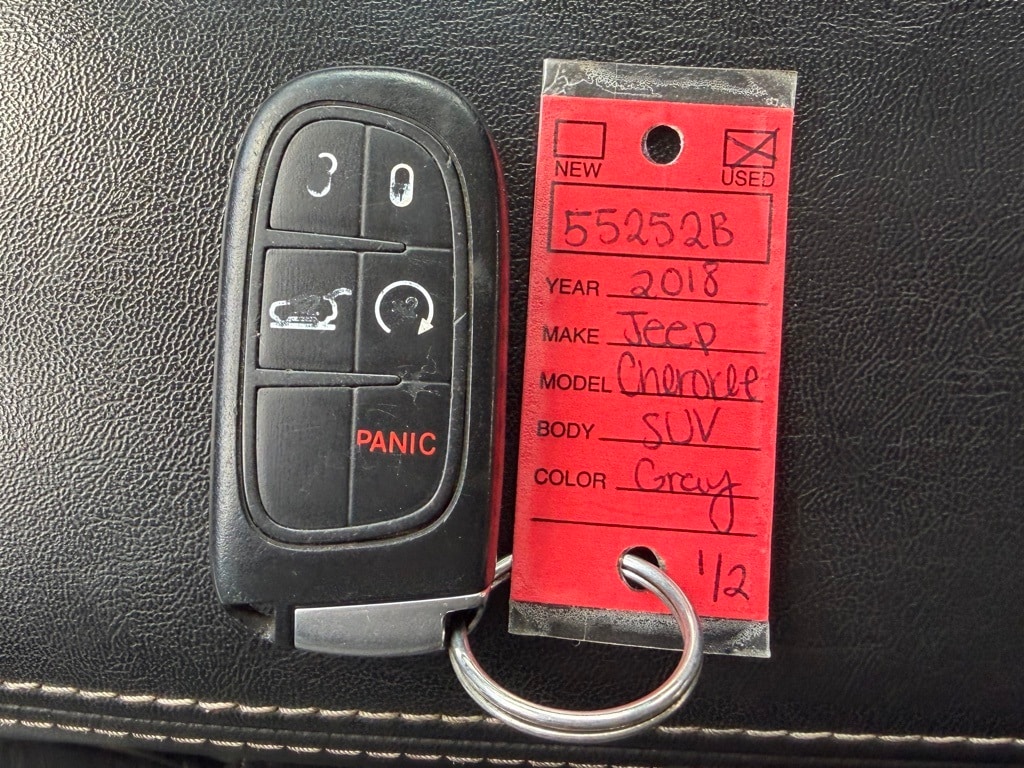 PANIC
NEW USED
55252B
YEAR 2018
MAKE Jeep
MODEL Cherokee
BODY SUV
COLOR Gray
1/2